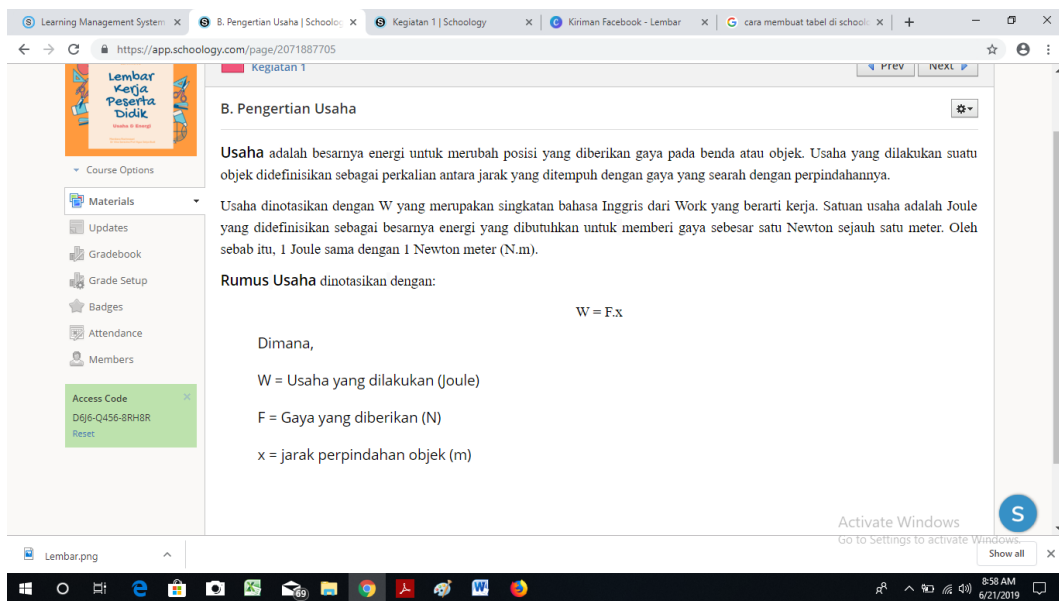 Learning Management System
B. Pengertian Usaha | Schoolog
Kegiatan 1 | Schoology
Kiriman Facebook - Lembar
cara membuat tabel di schoolo
https://app.schoology.com/page/2071887705
Kegiatan 1
Prev
Next
Lembar
Kerja
Peserta
Didik
Usaha & Energi
B. Pengertian Usaha
Course Options
Materials
Updates
Gradebook
Grade Setup
Badges
Attendance
Members
Access Code
D6J6-Q456-8RH8R
Reset
Usaha adalah besarnya energi untuk merubah posisi yang diberikan gaya pada benda atau objek. Usaha yang dilakukan suatu
objek didefinisikan sebagai perkalian antara jarak yang ditempuh dengan gaya yang searah dengan perpindahannya.
Usaha dinotasikan dengan W yang merupakan singkatan bahasa Inggris dari Work yang berarti kerja. Satuan usaha adalah Joule
yang didefinisikan sebagai besarnya energi yang dibutuhkan untuk memberi gaya sebesar satu Newton sejauh satu meter. Oleh
sebab itu, 1 Joule sama dengan 1 Newton meter (N.m).
Rumus Usaha dinotasikan dengan:
W = F.x
Dimana,
W = Usaha yang dilakukan (Joule)
F = Gaya yang diberikan (N)
x = jarak perpindahan objek (m)
S
Activate Windows
Go to Settings to activate Windows.
Lembar.png
Show all
69
8:58 AM
6/21/2019